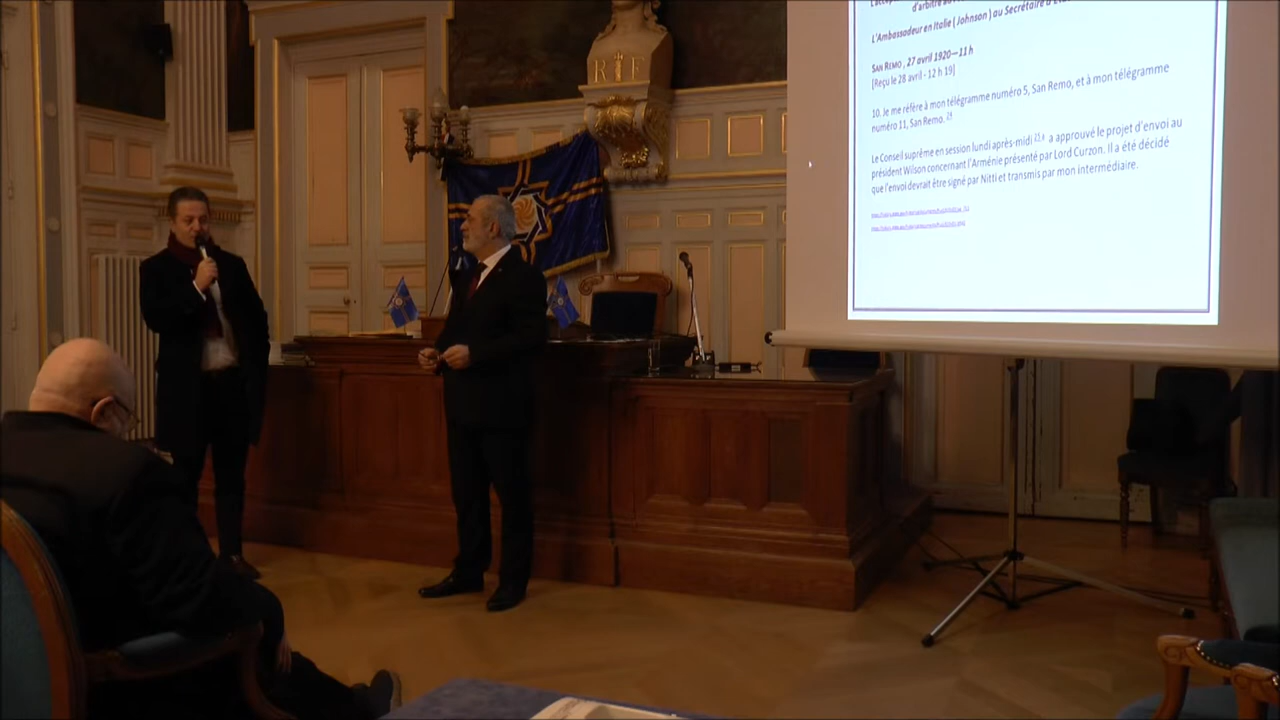 R F
d'arbitre
L'Ambassadeur en Italie ( Johnson ) au Secrétaire d'
SAN REMO , 27 avril 1920—11 h
[Reçu le 28 avril - 12 h 19]
10. Je me réfère à mon télégramme numéro 5, San Remo, et à mon télégramme
numéro 11, San Remo.
Le Conseil suprême en session lundi après-midi a approuvé le projet d'envoi au
président Wilson concernant l'Arménie présenté par Lord Curzon. Il a été décidé
que l'envoi devrait être signé par Nitti et transmis par mon intermédiaire.